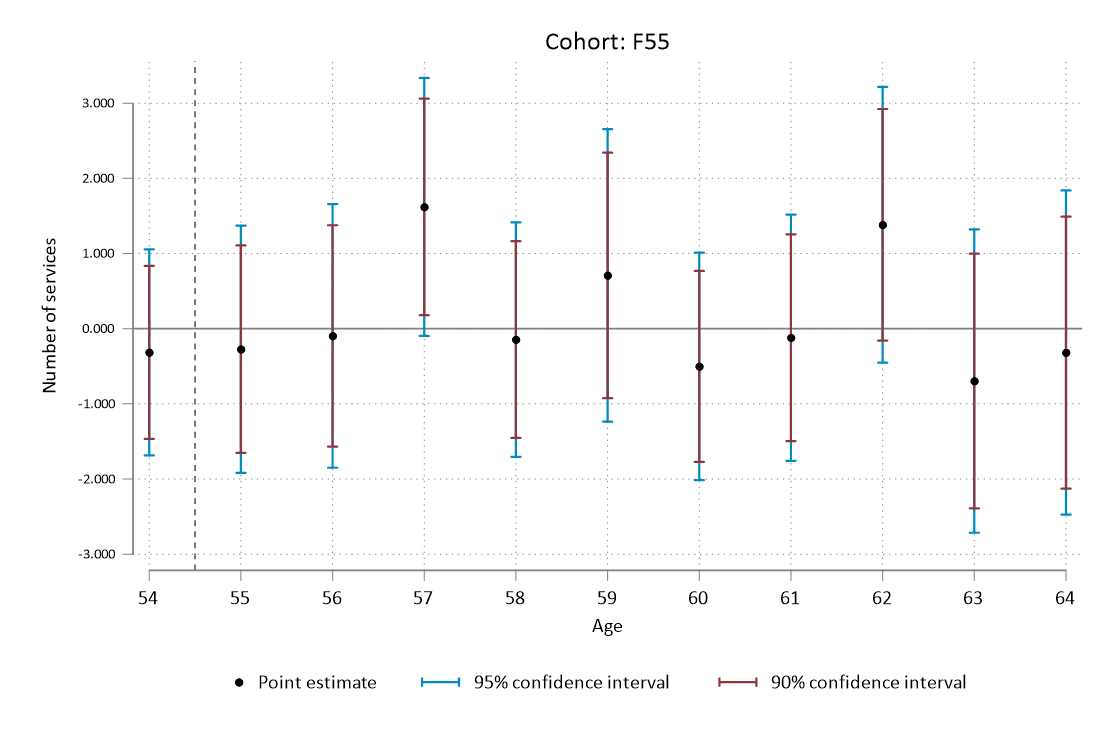 Cohort: F55
Number of services
3.000
2.000
1.000
0.000
-1.000
-2.000
-3.000
54 55 56 57 58 59 60 61 62 63 64
Age
Point estimate 95% confidence interval 90% confidence interval